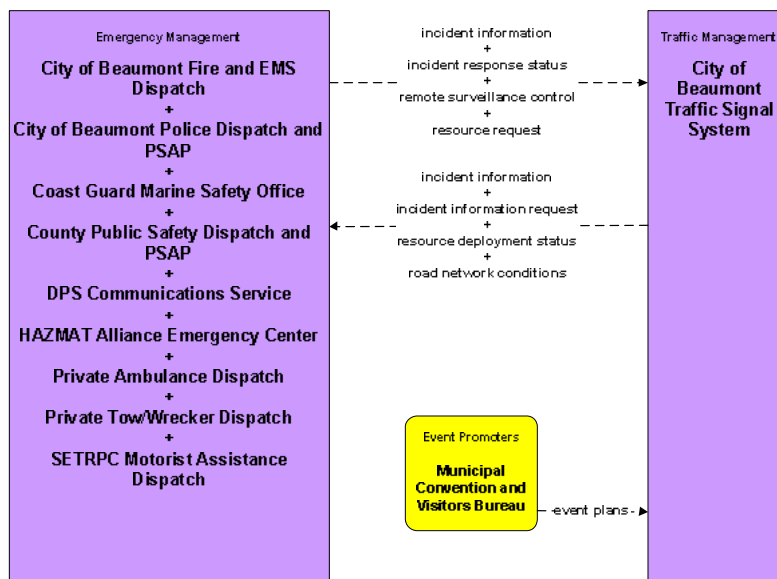 Emergency Management
City of Beaumont Fire and EMS
Dispatch
+
City of Beaumont Police Dispatch and
PSAP
+
Coast Guard Marine Safety Office
+
County Public Safety Dispatch and
PSAP
+
DPS Communications Service
+
HAZMAT Alliance Emergency Center
+
Private Ambulance Dispatch
+
Private Tow/Wrecker Dispatch
+
SETRPC Motorist Assistance
Dispatch
incident information
+
incident response status
+
remote surveillance control
+
resource request
incident information
+
incident information request
+
resource deployment status
+
road network conditions
Event Promoters
Municipal
Convention and
Visitors Bureau
event plans
Traffic Management
City of
Beaumont
Traffic Signal
System